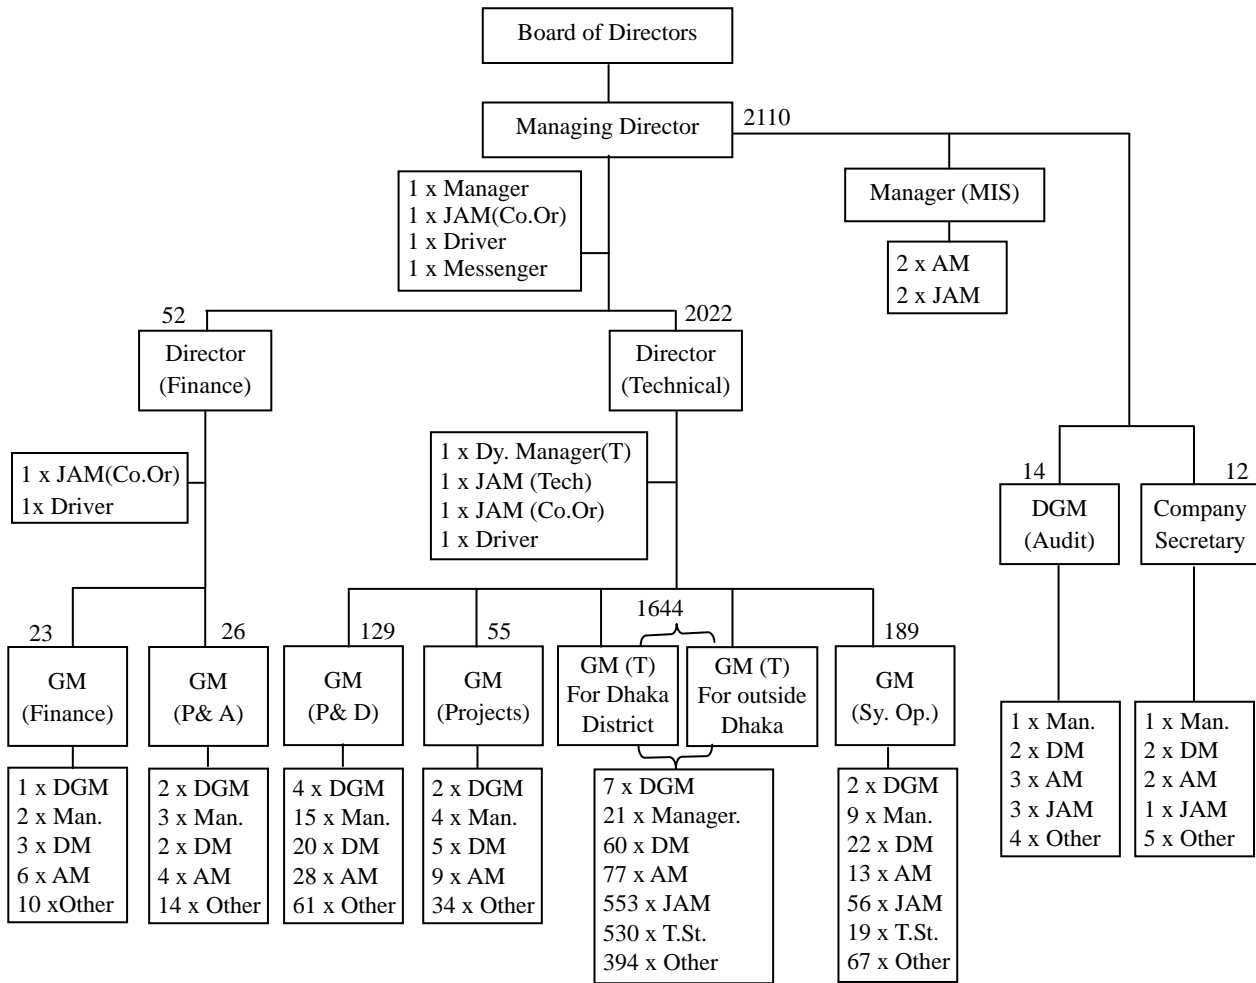 Board of Directors
Managing Director
2110
1 x Manager
1 x JAM(Co.Or)
1 x Driver
1 x Messenger
Manager (MIS)
2 x AM
2 x JAM
52
Director
(Finance)
2022
Director
(Technical)
1 x JAM(Co.Or)
1x Driver
1 x Dy. Manager(T)
1 x JAM (Tech)
1 x JAM (Co.Or)
1 x Driver
14
DGM
(Audit)
12
Company
Secretary
23
GM
(Finance)
26
GM
(P& A)
129
GM
(P& D)
55
GM
(Projects)
1644
GM (T)
For Dhaka
District
GM (T)
For outside
Dhaka
189
GM
(Sy. Op.)
1 x DGM
2 x Man.
3 x DM
6 x AM
10 xOther
2 x DGM
3 x Man.
2 x DM
4 x AM
14 x Other
4 x DGM
15 x Man.
20 x DM
28 x AM
61 x Other
2 x DGM
4 x Man.
5 x DM
9 x AM
34 x Other
7 x DGM
21 x Manager.
60 x DM
77 x AM
553 x JAM
530 x T.St.
394 x Other
2 x DGM
9 x Man.
22 x DM
13 x AM
56 x JAM
19 x T.St.
67 x Other
1 x Man.
2 x DM
3 x AM
3 x JAM
4 x Other
1 x Man.
2 x DM
2 x AM
1 x JAM
5 x Other